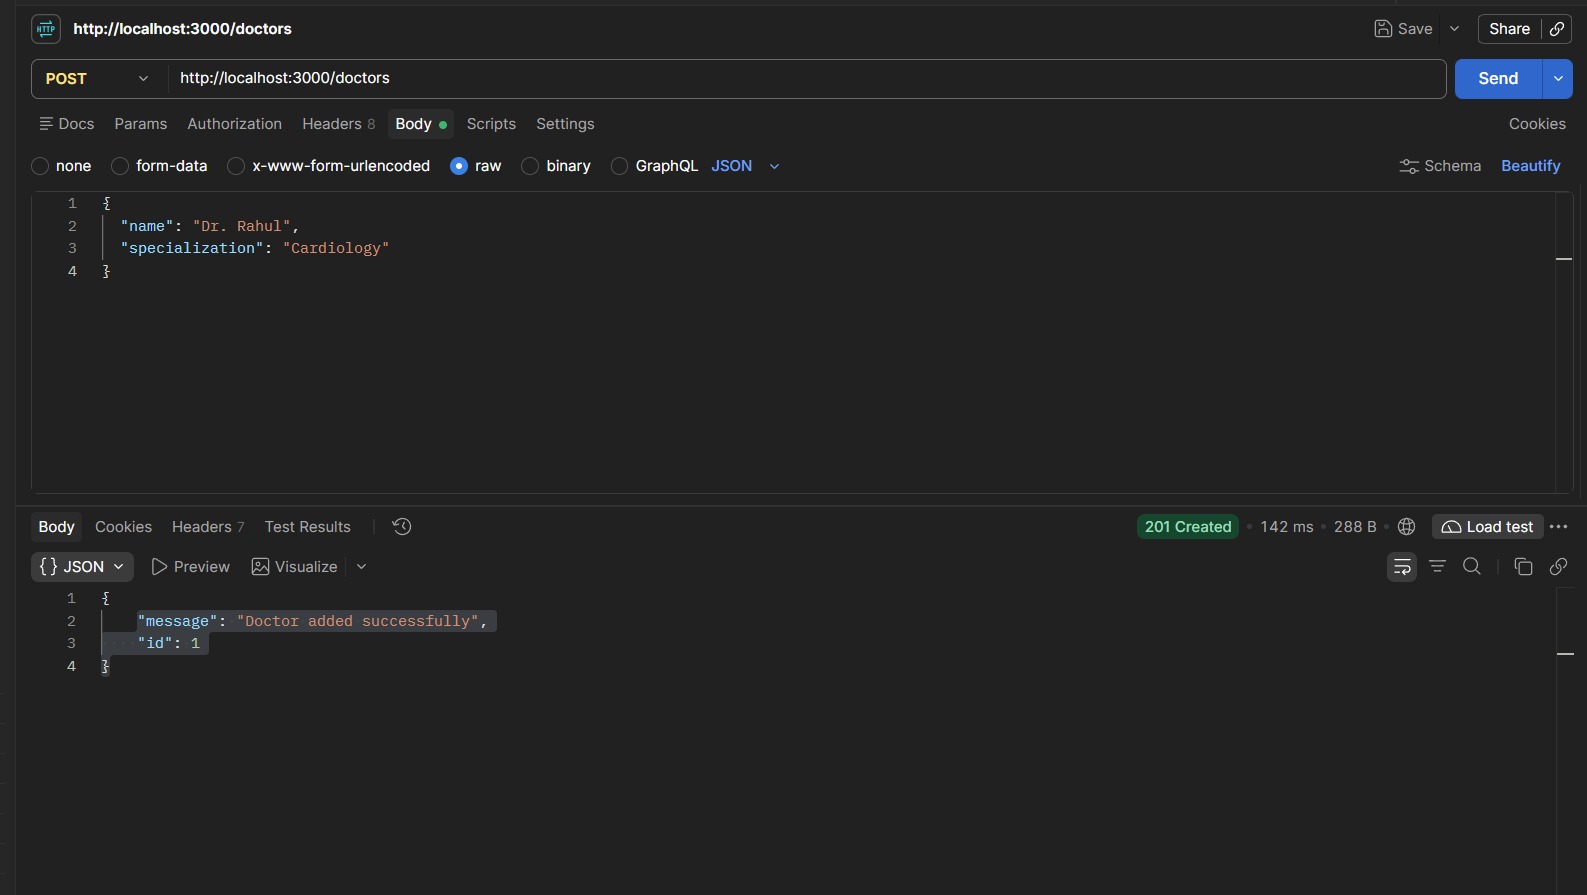 HTTP http://localhost:3000/doctors Save Share
POST http://localhost:3000/doctors Send
Docs Params Authorization Headers 8 Body Scripts Settings Cookies
none form-data x-www-form-urlencoded raw binary GraphQL JSON Schema Beautify
1 {
2 "name": "Dr. Rahul",
3 "specialization": "Cardiology"
4 }
Body Cookies Headers 7 Test Results 201 Created • 142 ms • 288 B • Load test
{} JSON Preview Visualize
1 {
2 "message": "Doctor added successfully",
3 "id": 1
4 }